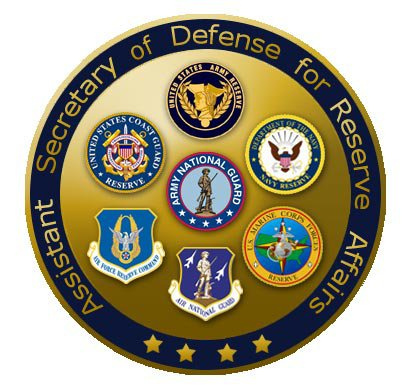 Assistant Secretary of Defense for Reserve Affairs
UNITED STATES ARMY RESERVE
UNITED STATES COAST GUARD
RESERVE
DEPARTMENT OF THE NAVY
NAVY RESERVE
ARMY NATIONAL GUARD
AIR FORCE RESERVE COMMAND
U.S. MARINE CORPS FORCES
RESERVE
AIR NATIONAL GUARD